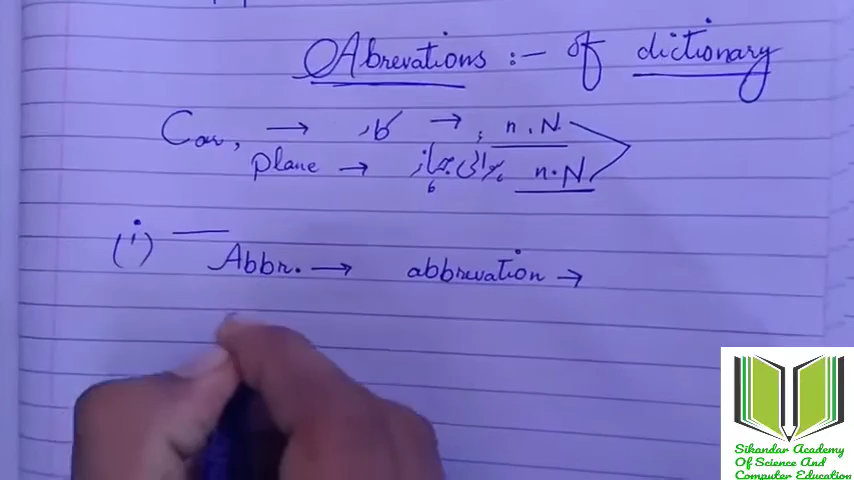 Abrevations :- of dictionary
Car, → کار → , n . N
plane → ہوائی جہاز n . N
(i) Abbr. → abbrevation →
Sikandar Academy
Of Science And
Computer Education